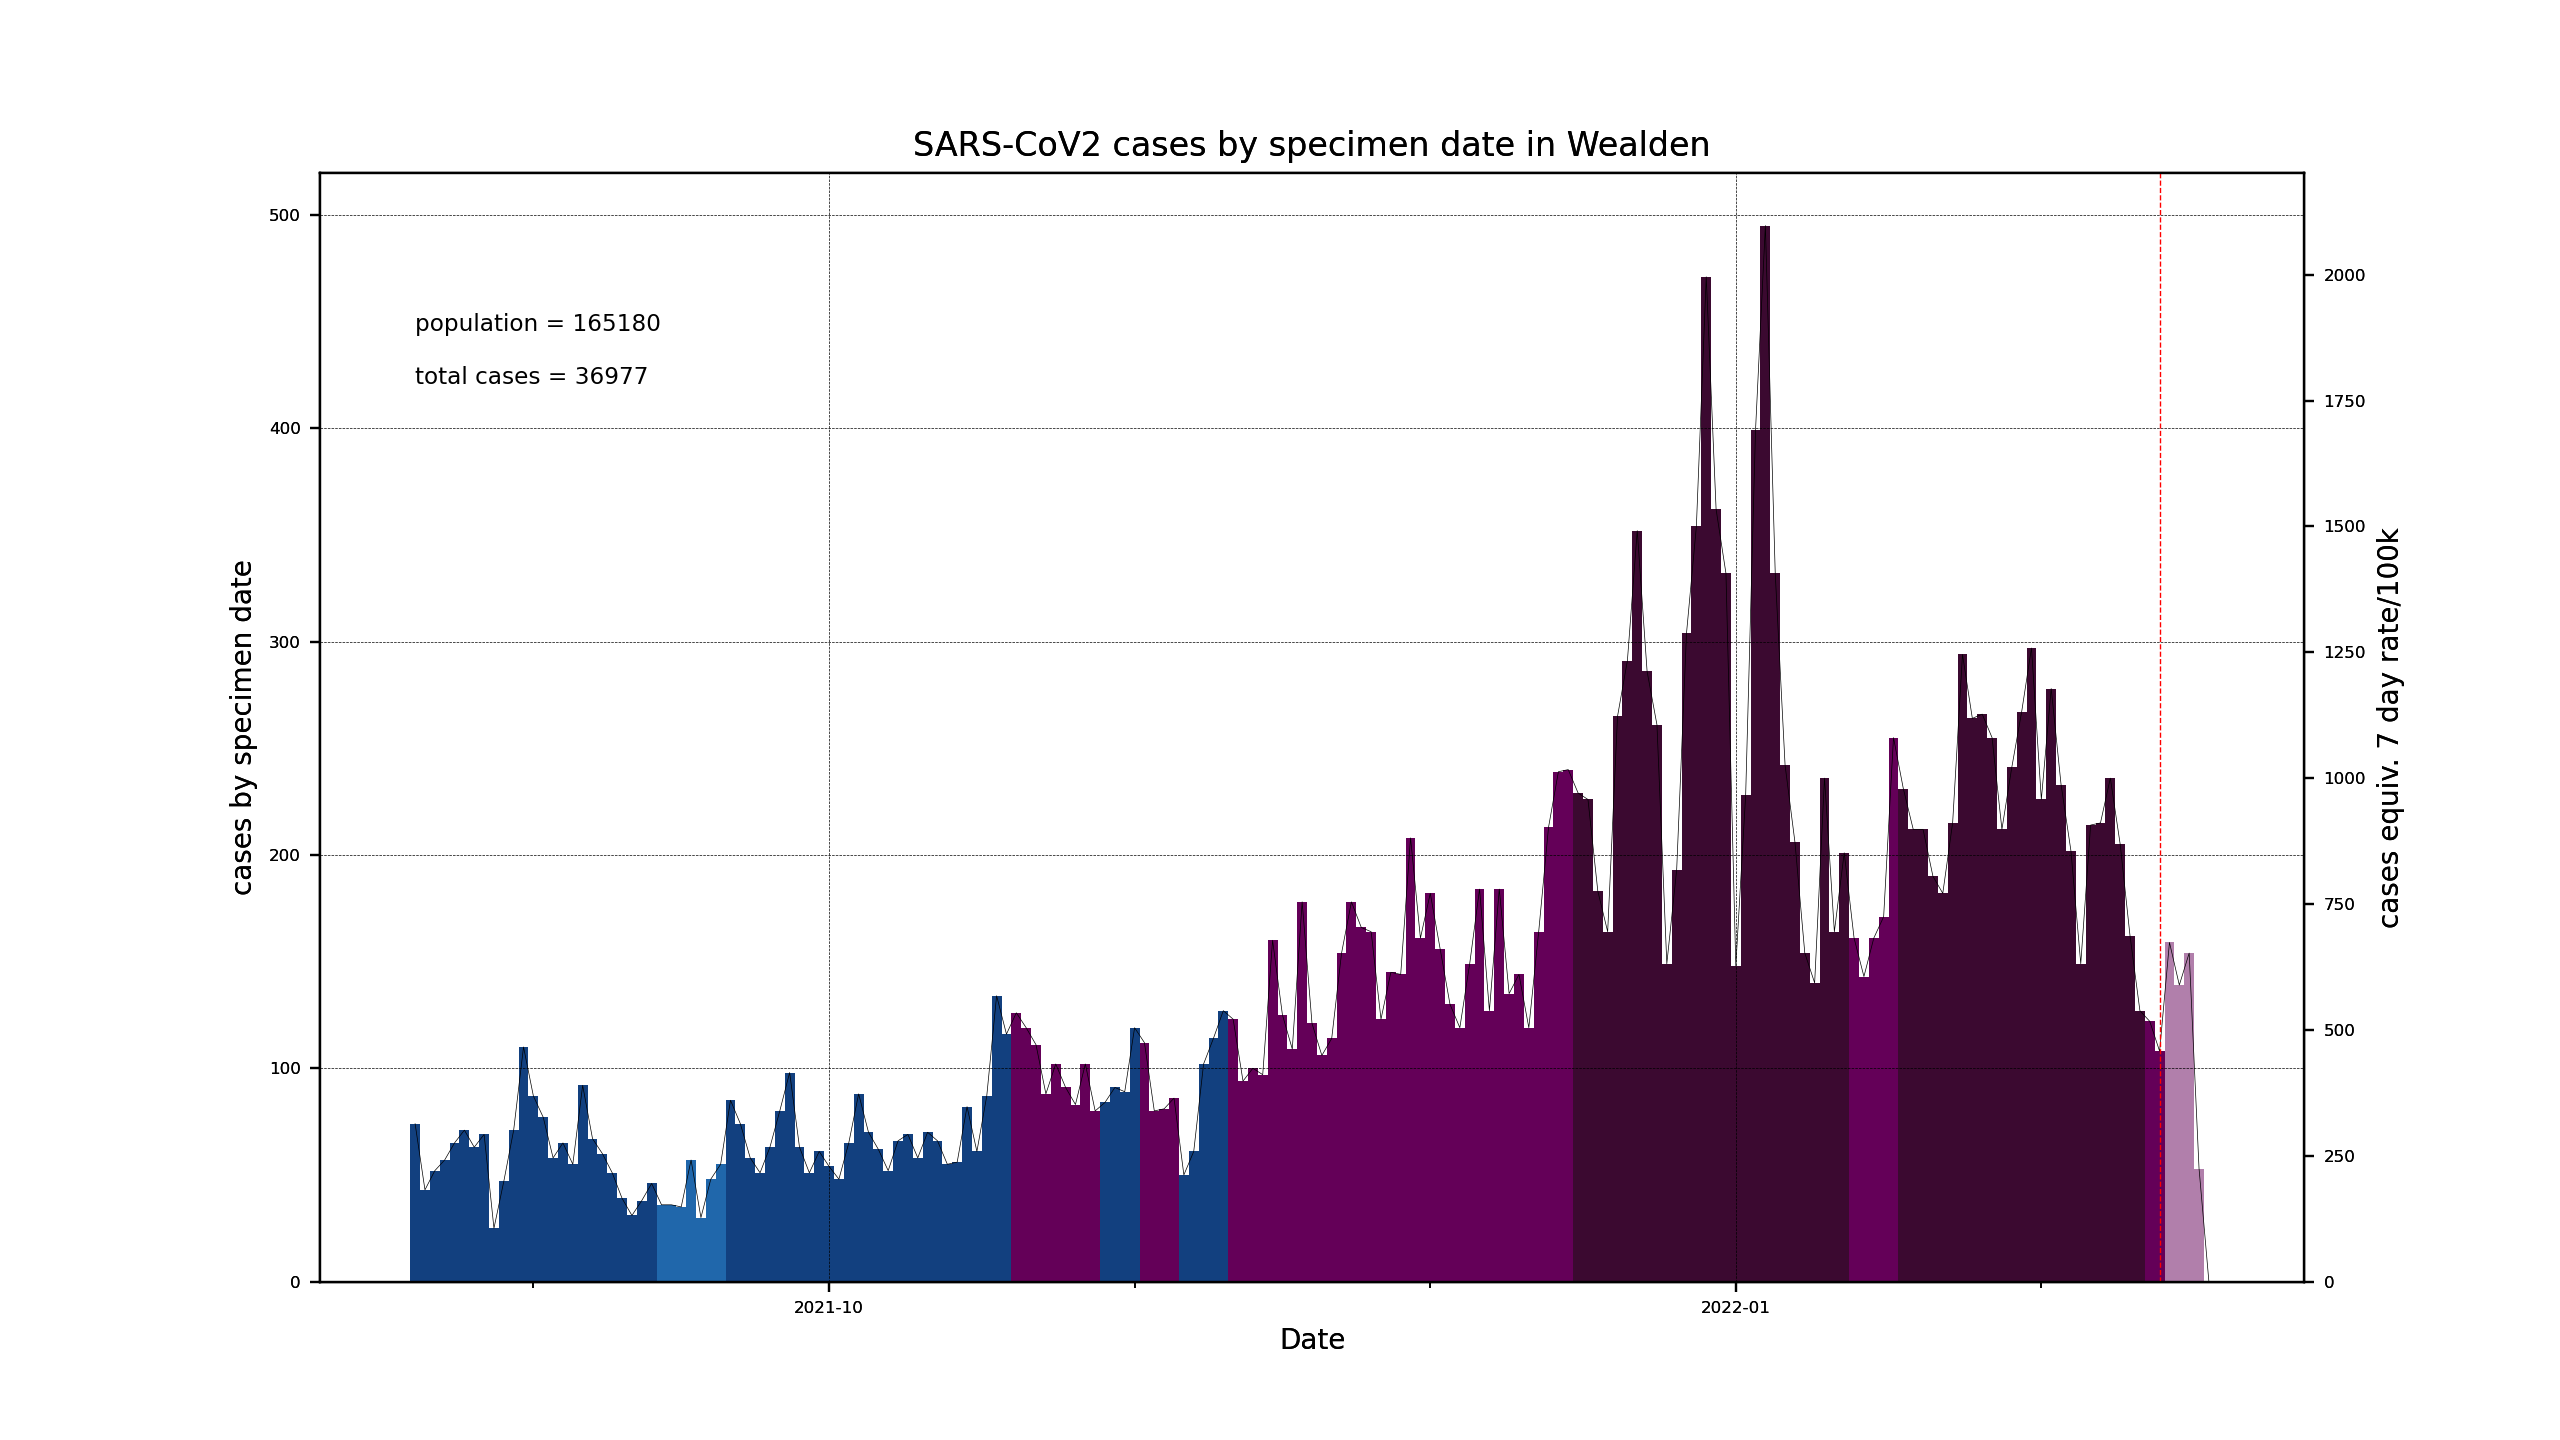 SARS-CoV2 cases by specimen date in Wealden
population = 165180
total cases = 36977
cases by specimen date
500
400
300
200
100
0
2000
1750
1500
1250
1000
750
500
250
0
cases equiv. 7 day rate/100k
2021-10
2022-01
Date